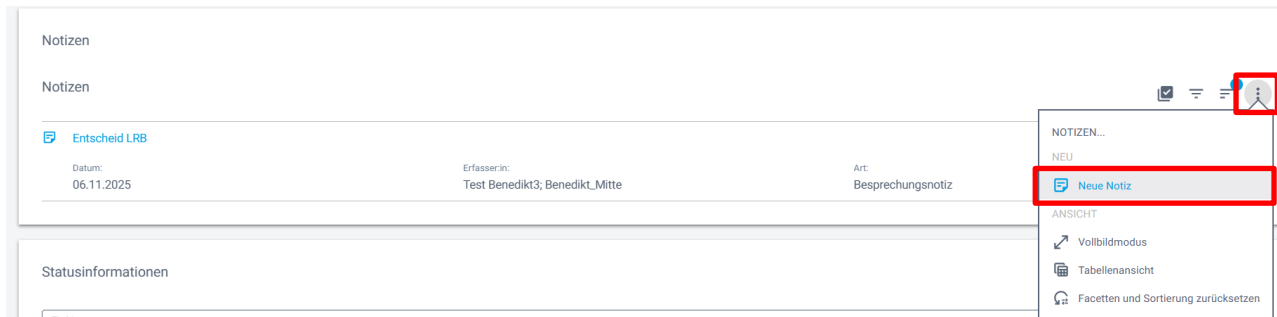 Notizen
Notizen
NOTIZEN...
Entscheid LRB
NEU
Datum: Erfasser:in: Art:
06.11.2025 Test Benedikt3; Benedikt_Mitte Besprechungsnotiz
Neue Notiz
ANSICHT
Vollbildmodus
Statusinformationen
Tabellenansicht
Facetten und Sortierung zurücksetzen